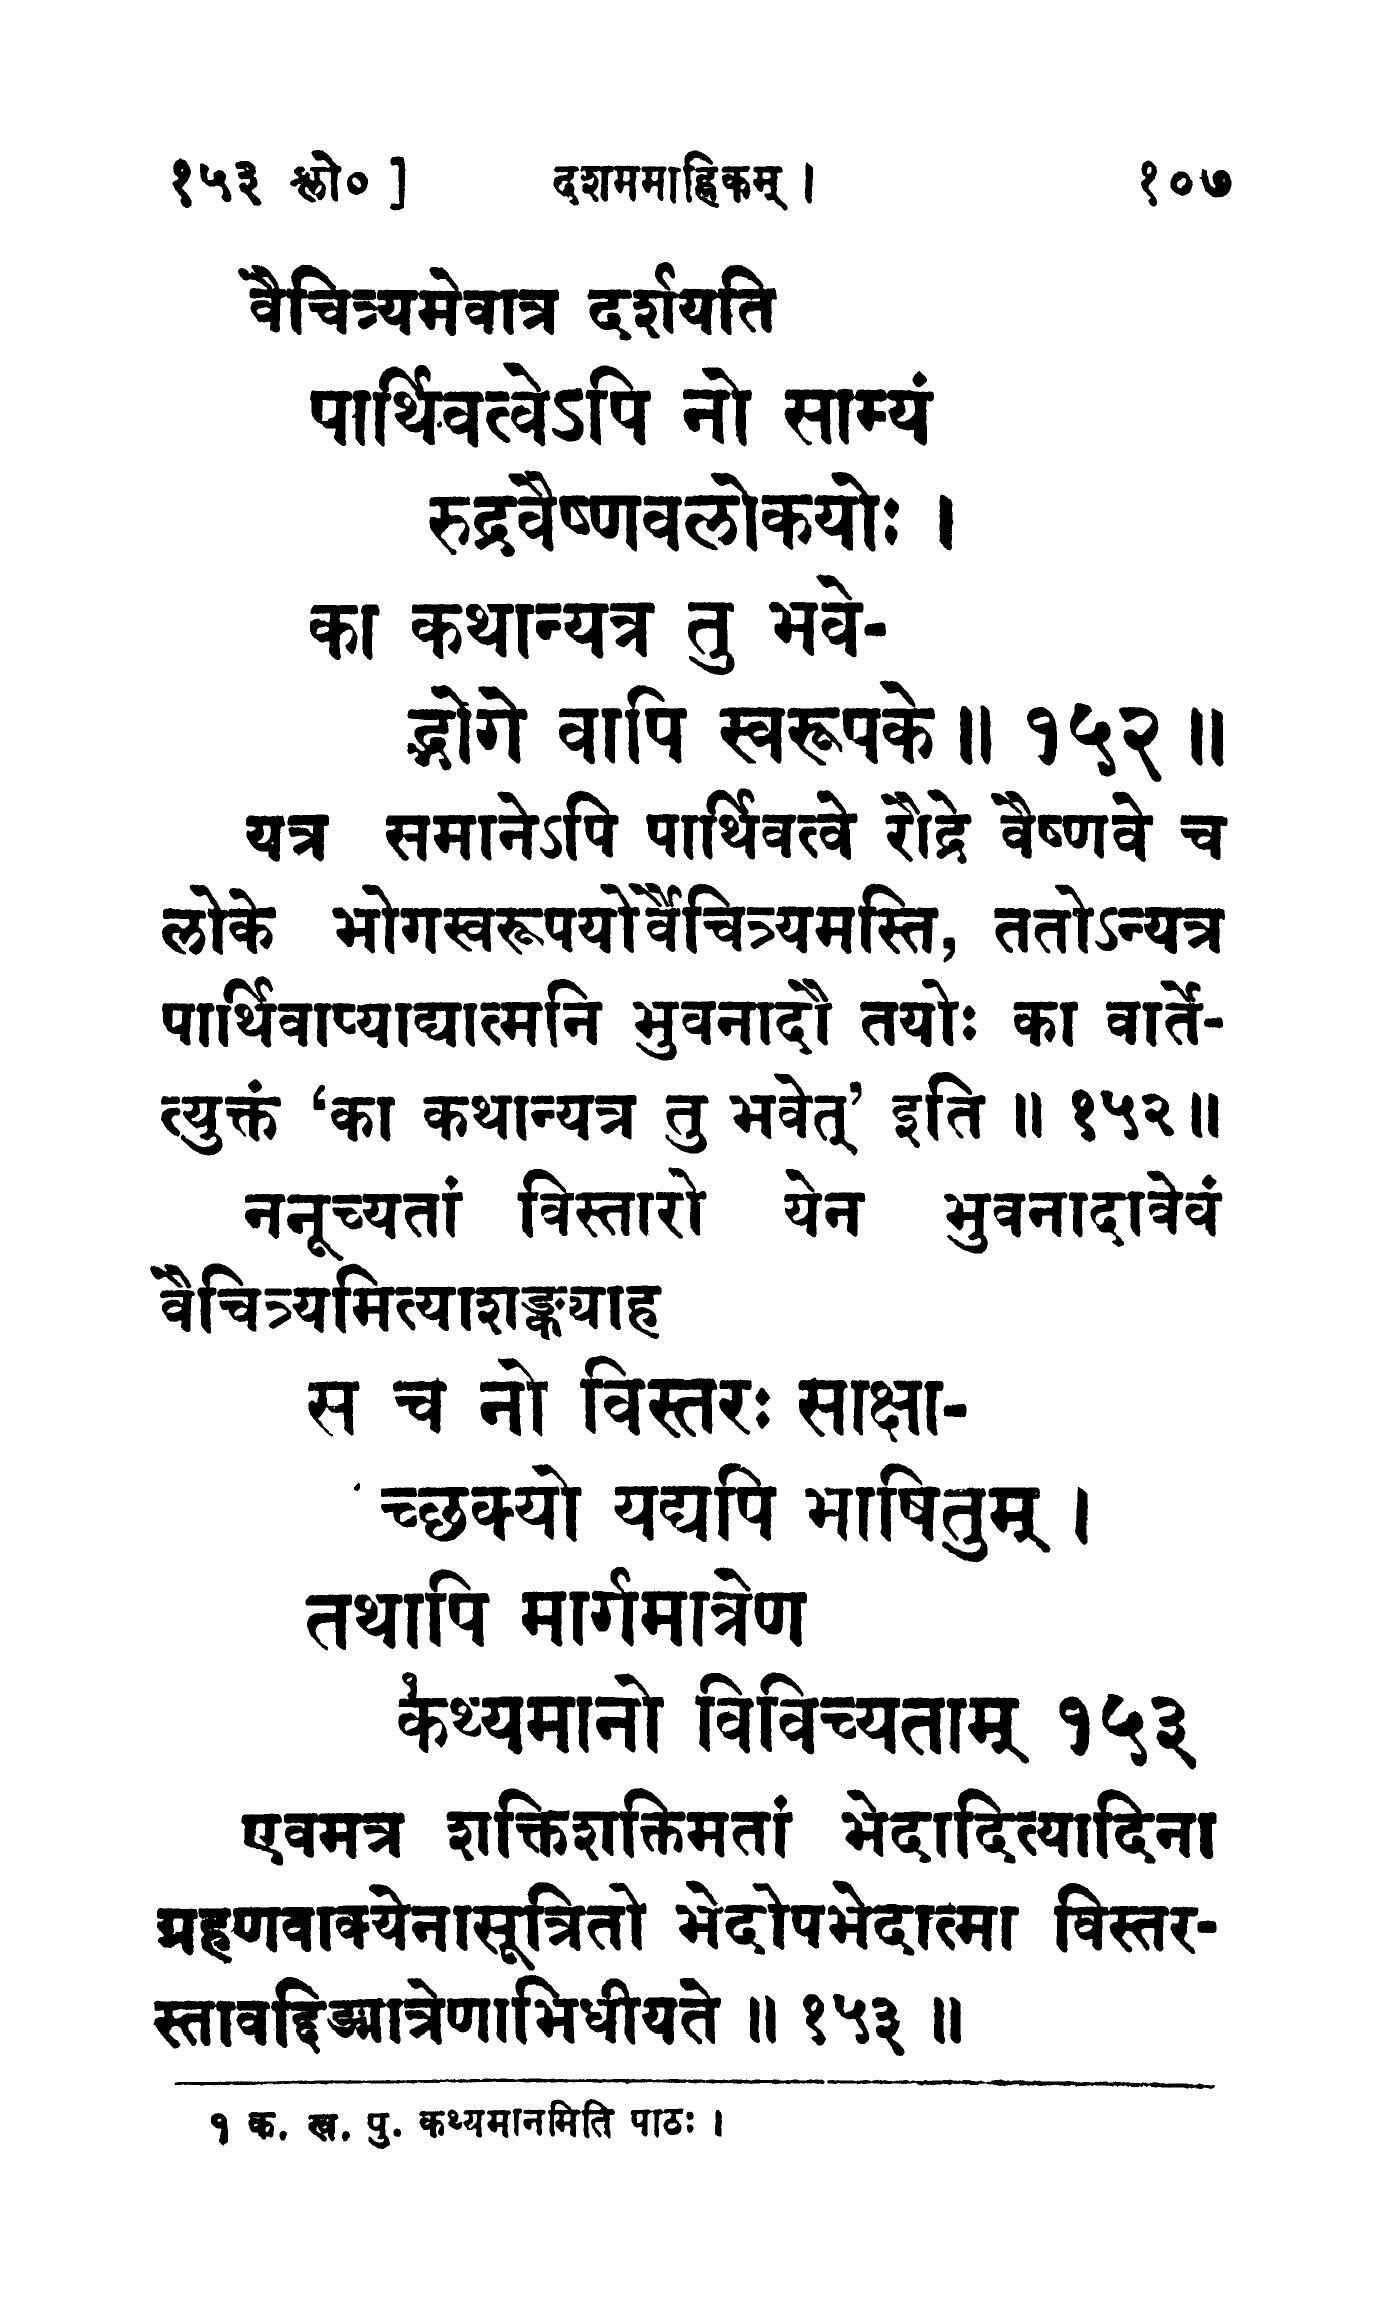 १५३ श्लो० ] दशममाह्निकम् । १०७
वैचित्र्यमेवात्र दर्शयति
पार्थिवत्वेऽपि नो साम्यं
रुद्रवैष्णवलोकयोः ।
का कथान्यत्र तु भवे-
द्भोगे वापि स्वरूपके ॥ १५२ ॥
यत्र समानेऽपि पार्थिवत्वे रौद्रे वैष्णवे च
लोके भोगस्वरूपयोर्वैचित्र्यमस्ति, ततोऽन्यत्र
पार्थिवाप्याद्यात्मनि भुवनादौ तयोः का वार्ते-
त्युक्तं ‘का कथान्यत्र तु भवेत्’ इति ॥ १५२ ॥
ननूच्यतां विस्तारो येन भुवनादावेवं
वैचित्र्यमित्याशङ्क्याह
स च नो विस्तरः साक्षा-
च्छक्यो यद्यपि भाषितुम् ।
तथापि मार्गमात्रेण
१कथ्यमानो विविच्यताम् १५३
एवमत्र शक्तिशक्तिमतां भेदादित्यादिना
ग्रहणवाक्येनासूत्रितो भेदोपभेदात्मा विस्तर-
स्तावद्दिङ्मात्रेणाभिधीयते ॥ १५३ ॥
१ क. ख. पु. कथ्यमानमिति पाठः ।